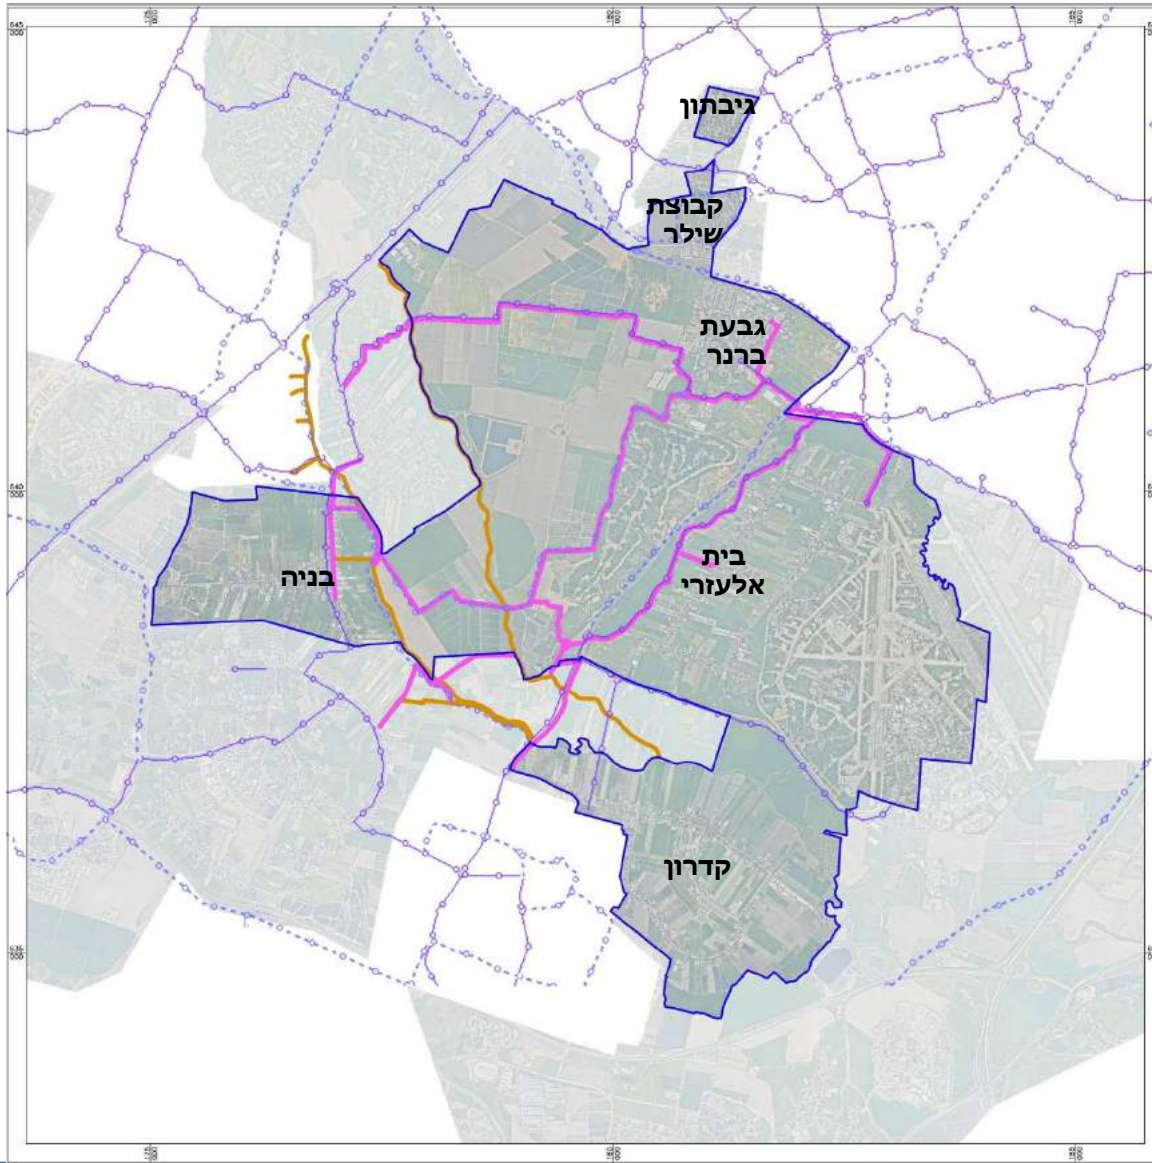 גיבתון
קבוצת
שילר
גבעת
ברנר
בית
אלעזרי
בניה
קדרון